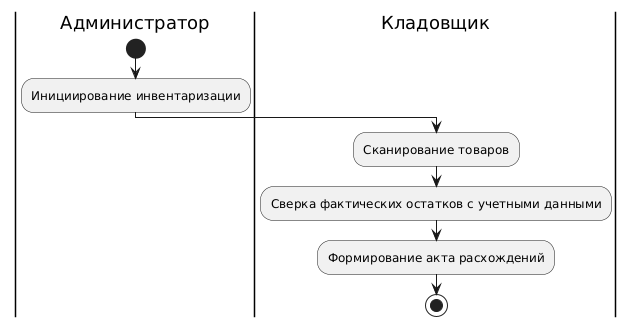 Администратор
Кладовщик
Инициирование инвентаризации
Сканирование товаров
Сверка фактических остатков с учетными данными
Формирование акта расхождений